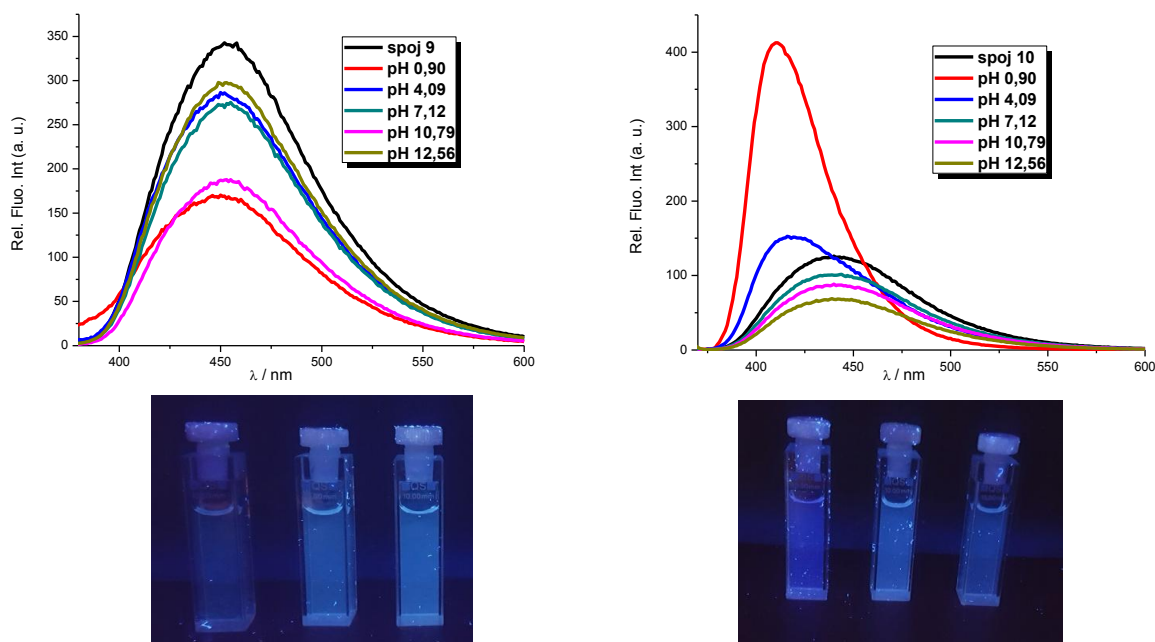 350
300
250
200
150
100
50
0
Rel. Fluo. Int (a. u.)
spoj 9
pH 0,90
pH 4,09
pH 7,12
pH 10,79
pH 12,56
400 450 500 550 600
λ / nm
400
300
200
100
0
Rel. Fluo. Int (a. u.)
spoj 10
pH 0,90
pH 4,09
pH 7,12
pH 10,79
pH 12,56
400 450 500 550 600
λ / nm